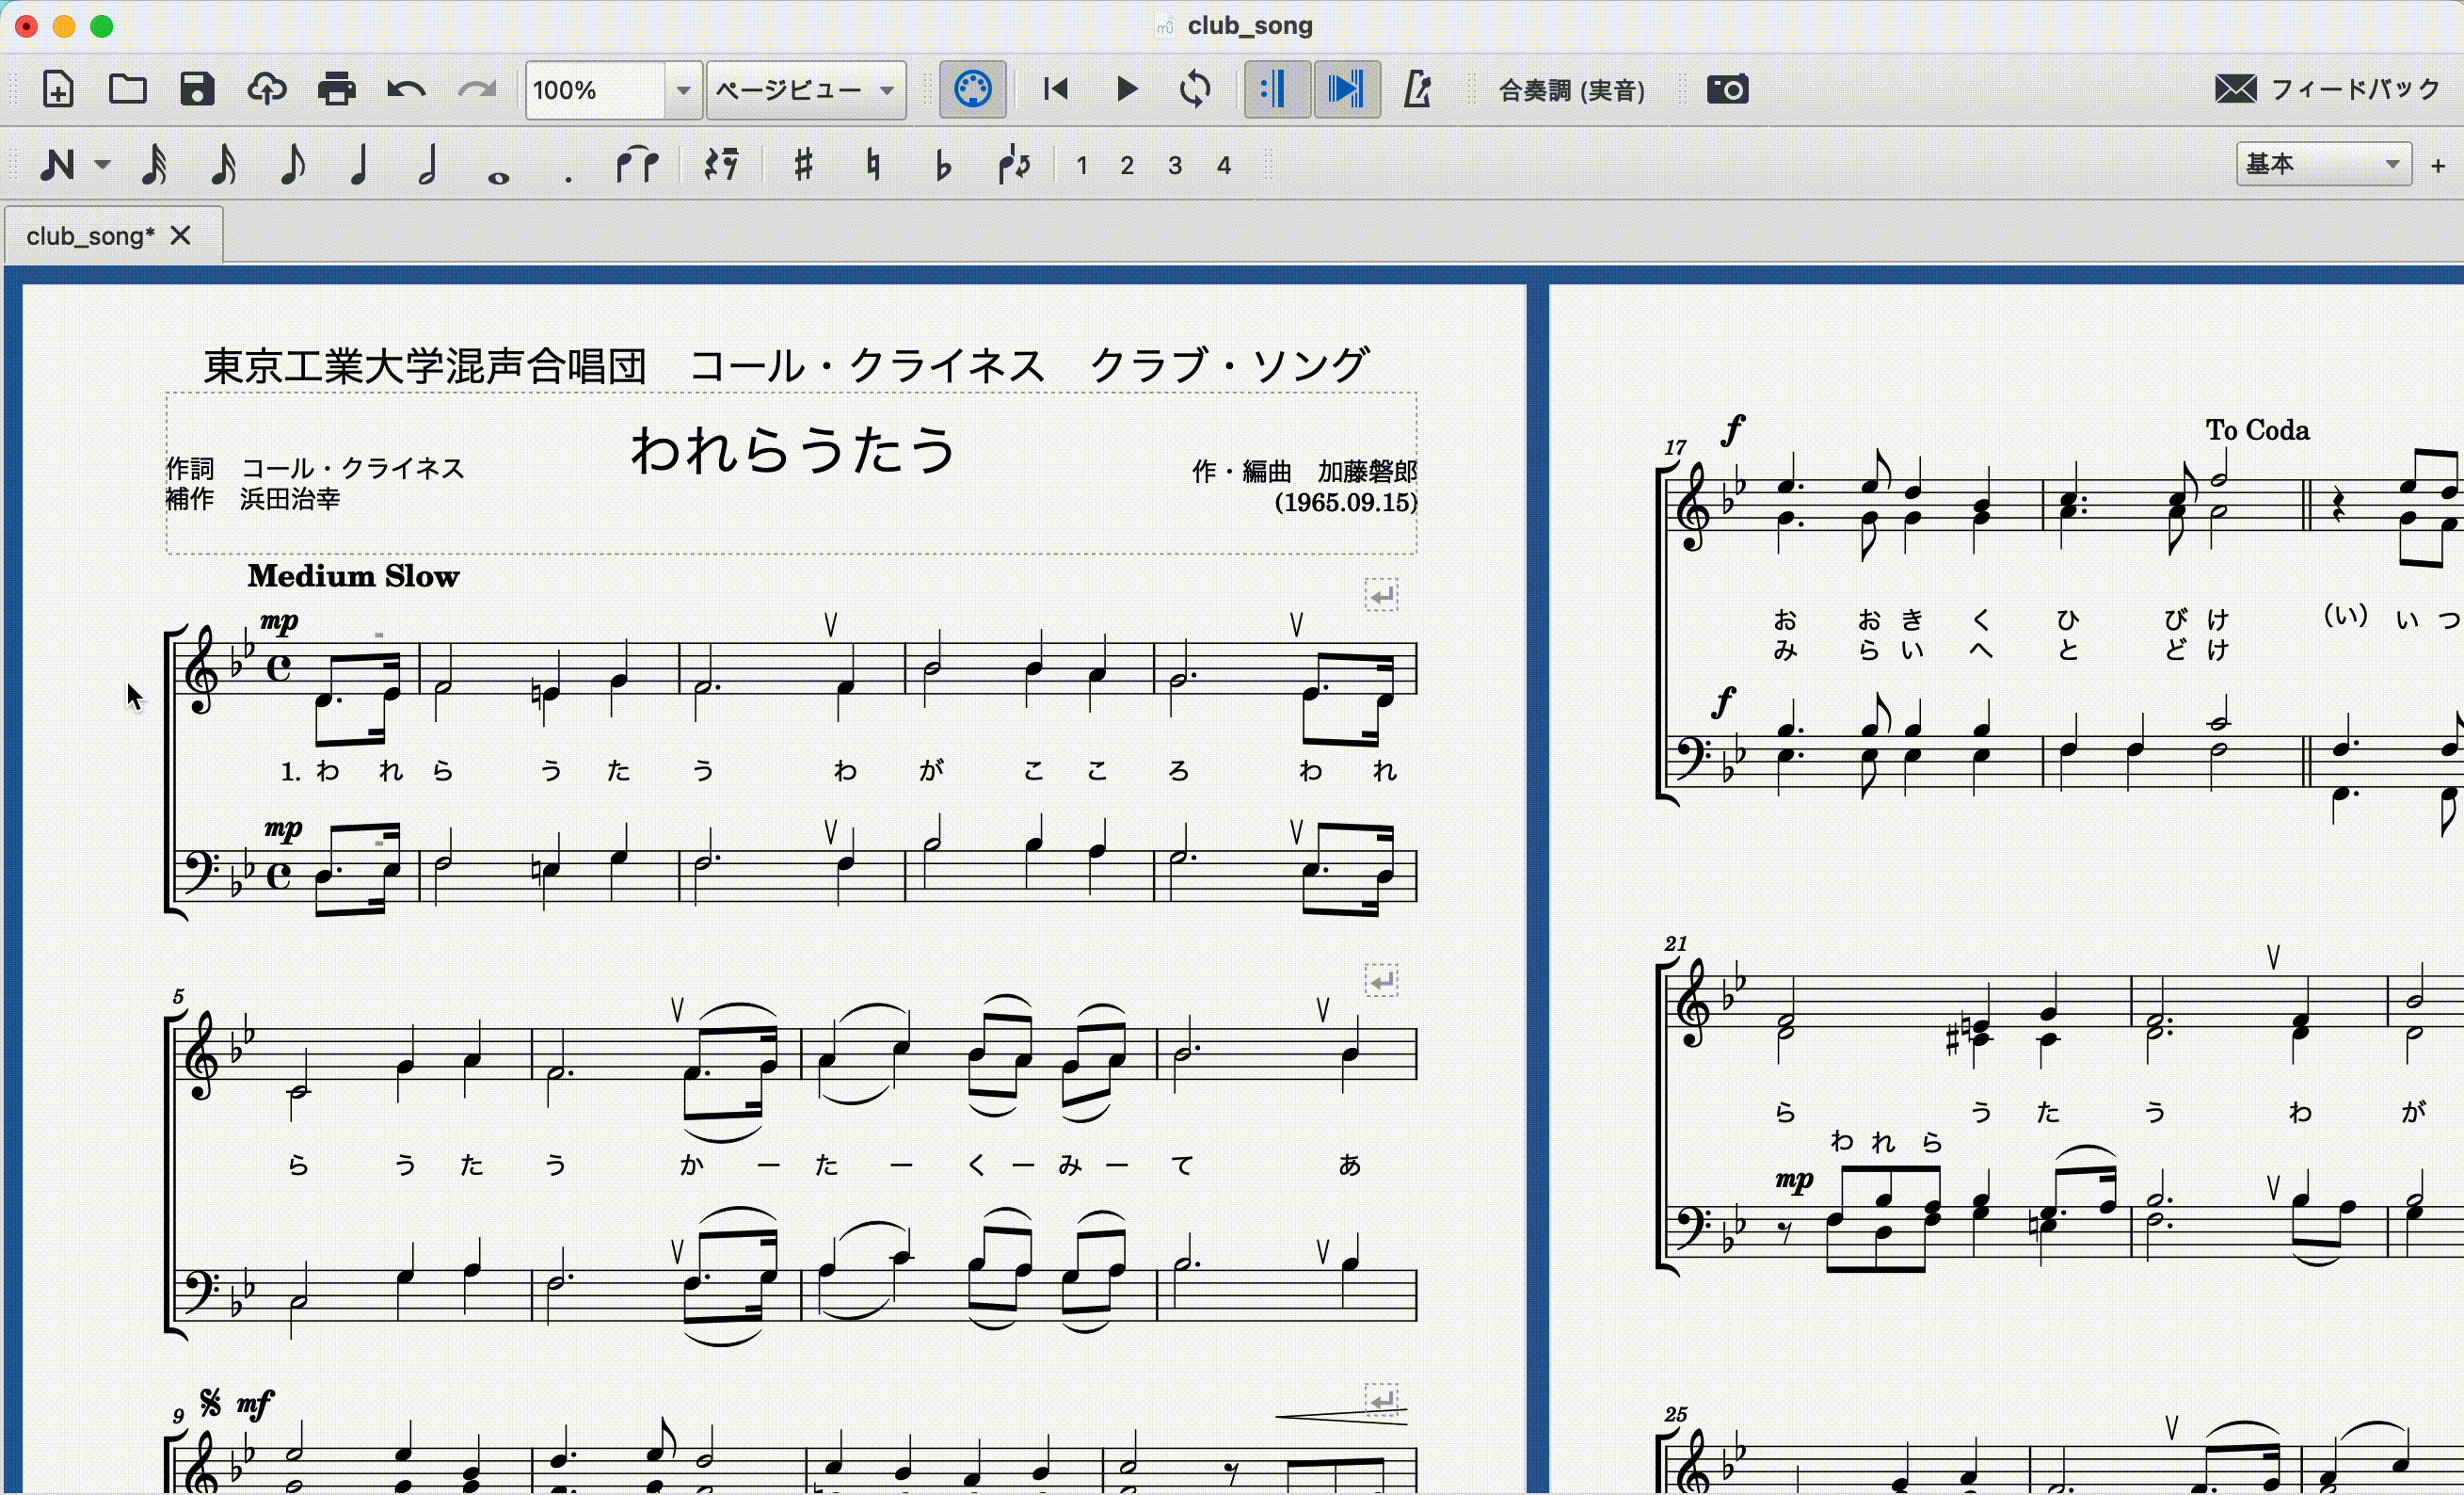 club_song
100% ページビュー 合奏調 (実音) フィードバック
1 2 3 4 基本 +
club_song*
東京工業大学混声合唱団　コール・クライネス　クラブ・ソング
われらうたう
作詞　コール・クライネス
補作　浜田治幸
作・編曲　加藤磐郎
(1965.09.15)
Medium Slow
mp
1. わ れ ら う た う わ が こ こ ろ わ れ
mp
5
ら う た う か ー た ー く ー み ー て あ
9 mf
17 f To Coda
お お き く ひ び け (い) い つ
み ら い へ と ど け
f
21
ら う た う わ が
わ れ ら
mp
25